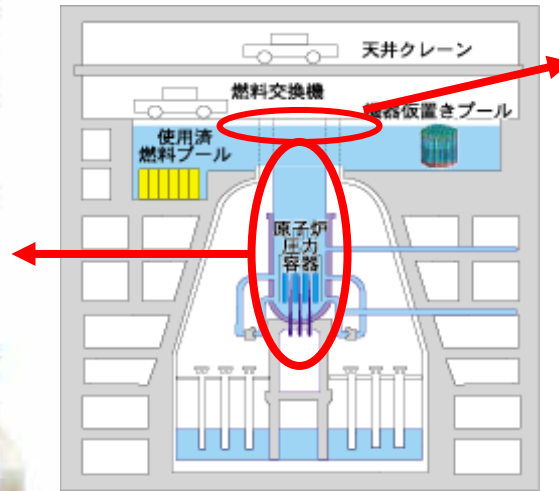 天井クレーン
燃料交換機
機器仮置きプール
使用済
燃料プール
原子炉
圧力
容器